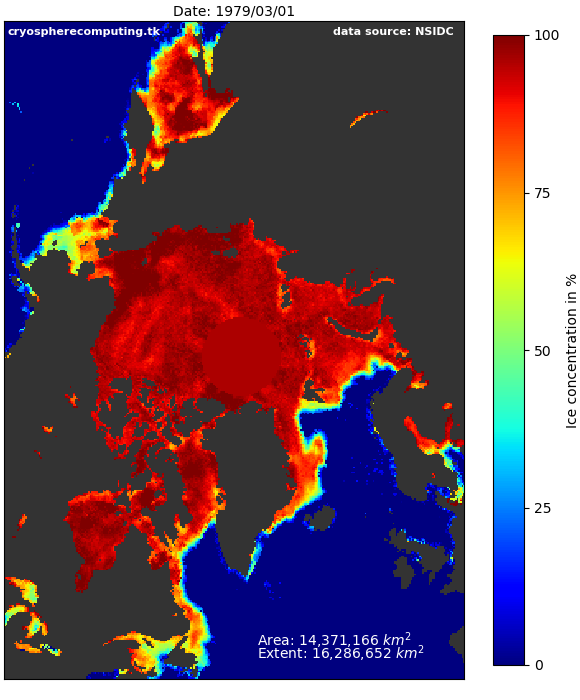 Date: 1979/03/01
cryospherecomputing.tk
data source: NSIDC
100
75
50
25
0
Ice concentration in %
Area: 14,371,166 km²
Extent: 16,286,652 km²